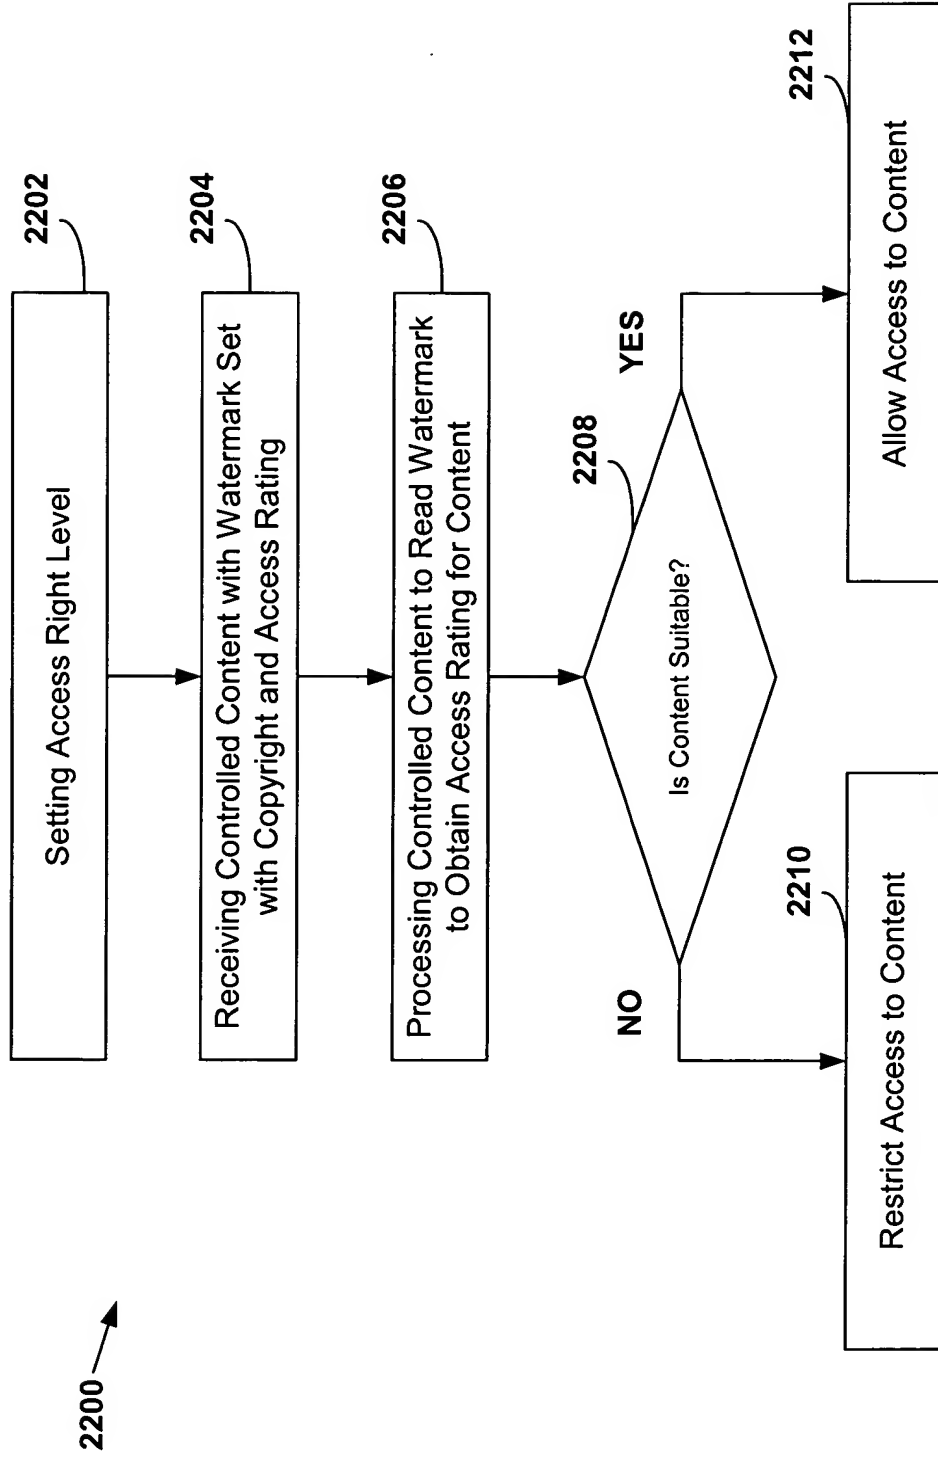 2200
2202
Setting Access Right Level
2204
Receiving Controlled Content with Watermark Set
with Copyright and Access Rating
2206
Processing Controlled Content to Read Watermark
to Obtain Access Rating for Content
2208
Is Content Suitable?
NO
YES
2210
Restrict Access to Content
2212
Allow Access to Content